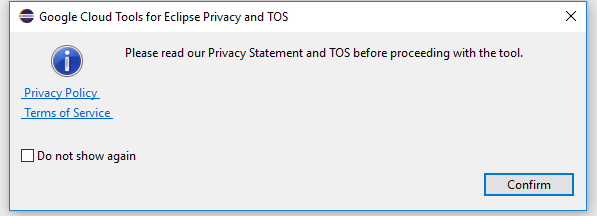 Google Cloud Tools for Eclipse Privacy and TOS
Please read our Privacy Statement and TOS before proceeding with the tool.
Privacy Policy
Terms of Service
Do not show again
Confirm